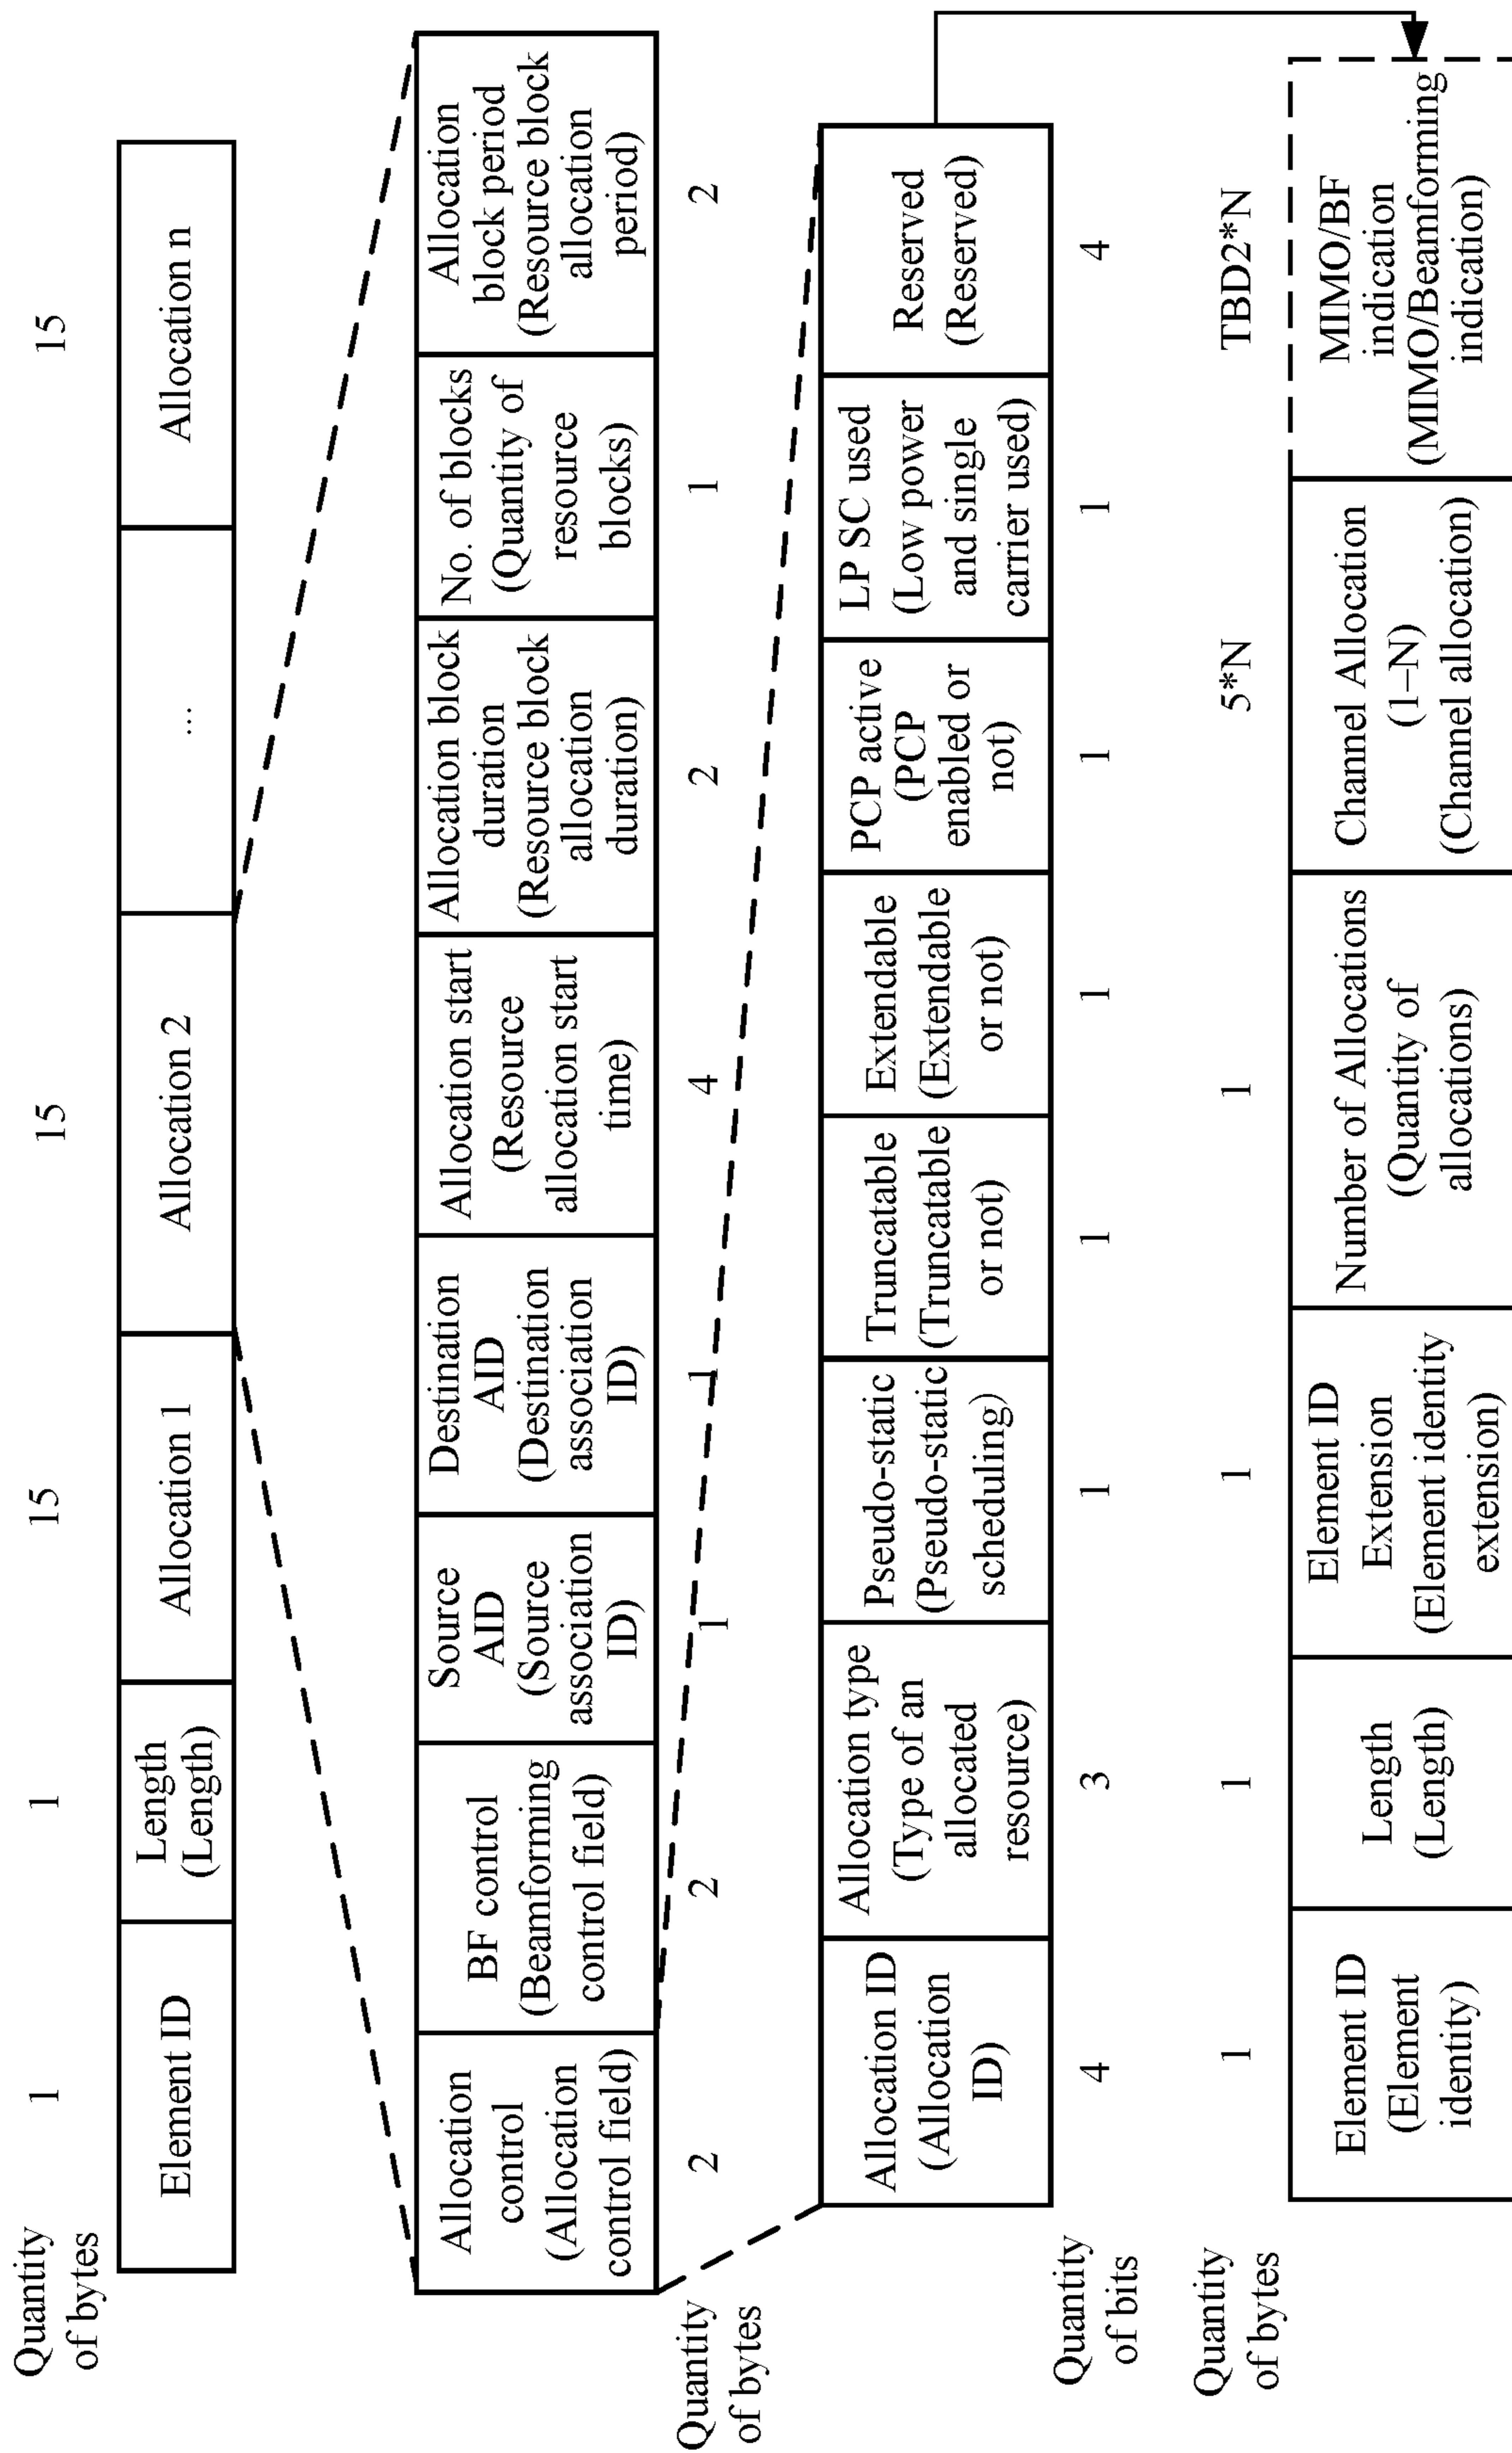 Quantity
of bytes
1
1
15
15
15
Element ID
Length
(Length)
Allocation 1
Allocation 2
...
Allocation n
Allocation
control
(Allocation
control field)
BF control
(Beamforming
control field)
Source
AID
(Source
association
ID)
Destination
AID
(Destination
association
ID)
Allocation start
(Resource
allocation start
time)
Allocation block
duration
(Resource block
allocation
duration)
No. of blocks
(Quantity of
resource
blocks)
Allocation
block period
(Resource block
allocation
period)
Quantity
of bytes
2
2
1
1
4
2
1
2
Allocation ID
(Allocation
ID)
Allocation type
(Type of an
allocated
resource)
Pseudo-static
(Pseudo-static
scheduling)
Truncatable
(Truncatable
or not)
Extendable
(Extendable
or not)
PCP active
(PCP
enabled or
not)
LP SC used
(Low power
and single
carrier used)
Reserved
(Reserved)
Quantity
of bits
4
3
1
1
1
1
1
4
Quantity
of bytes
1
1
1
1
5*N
TBD2*N
Element ID
(Element
identity)
Length
(Length)
Element ID
Extension
(Element identity
extension)
Number of Allocations
(Quantity of
allocations)
Channel Allocation
(1–N)
(Channel allocation)
MIMO/BF
indication
(MIMO/Beamforming
indication)